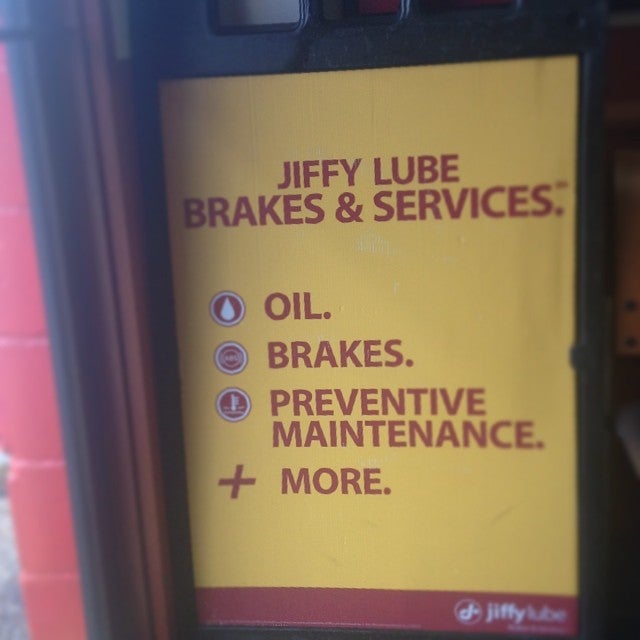 JIFFY LUBE
BRAKES & SERVICES.
OIL.
BRAKES.
PREVENTIVE
MAINTENANCE.
+ MORE.
jiffy lube